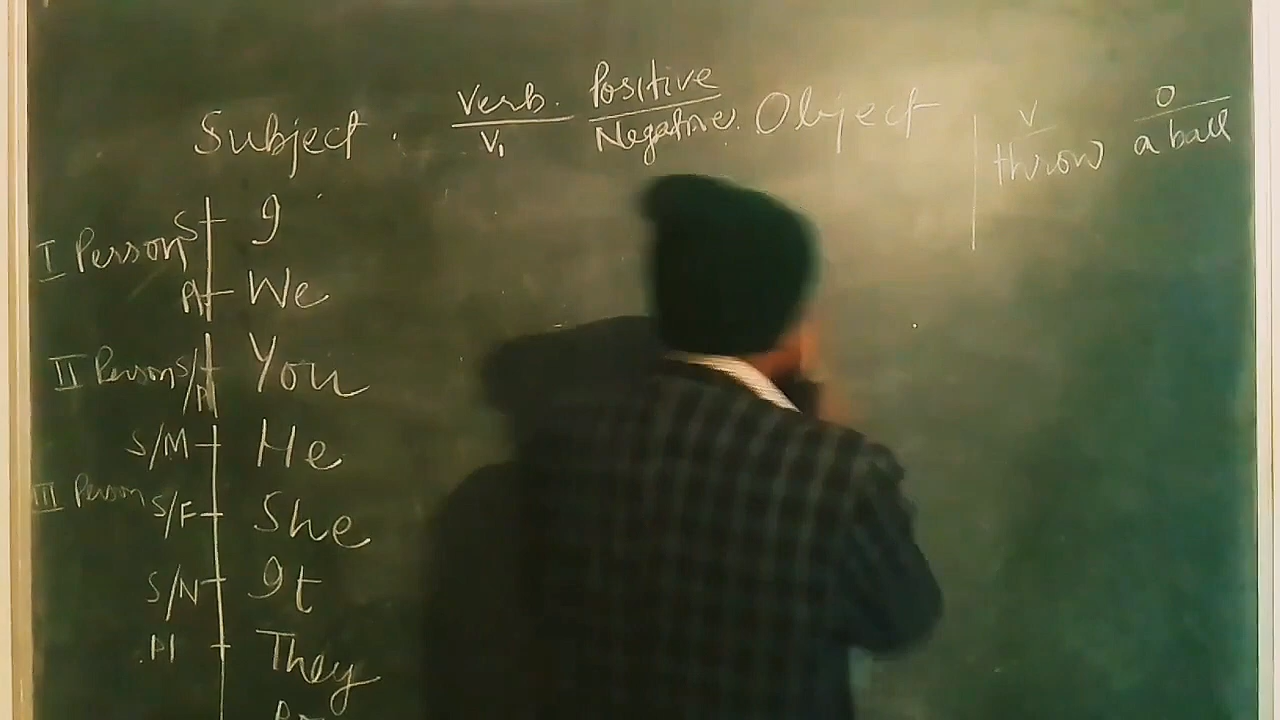 Subject. Verb. Positive Object
V₁ Negative.
V O
throw a ball
I Person S I
Pl We
II Person S/Pl You
S/M He
III Person S/F She
S/N It
Pl They